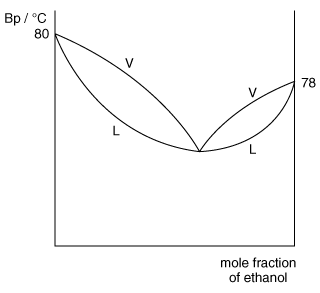 Bp / °C
80
V
V
78
L
L
mole fraction
of ethanol